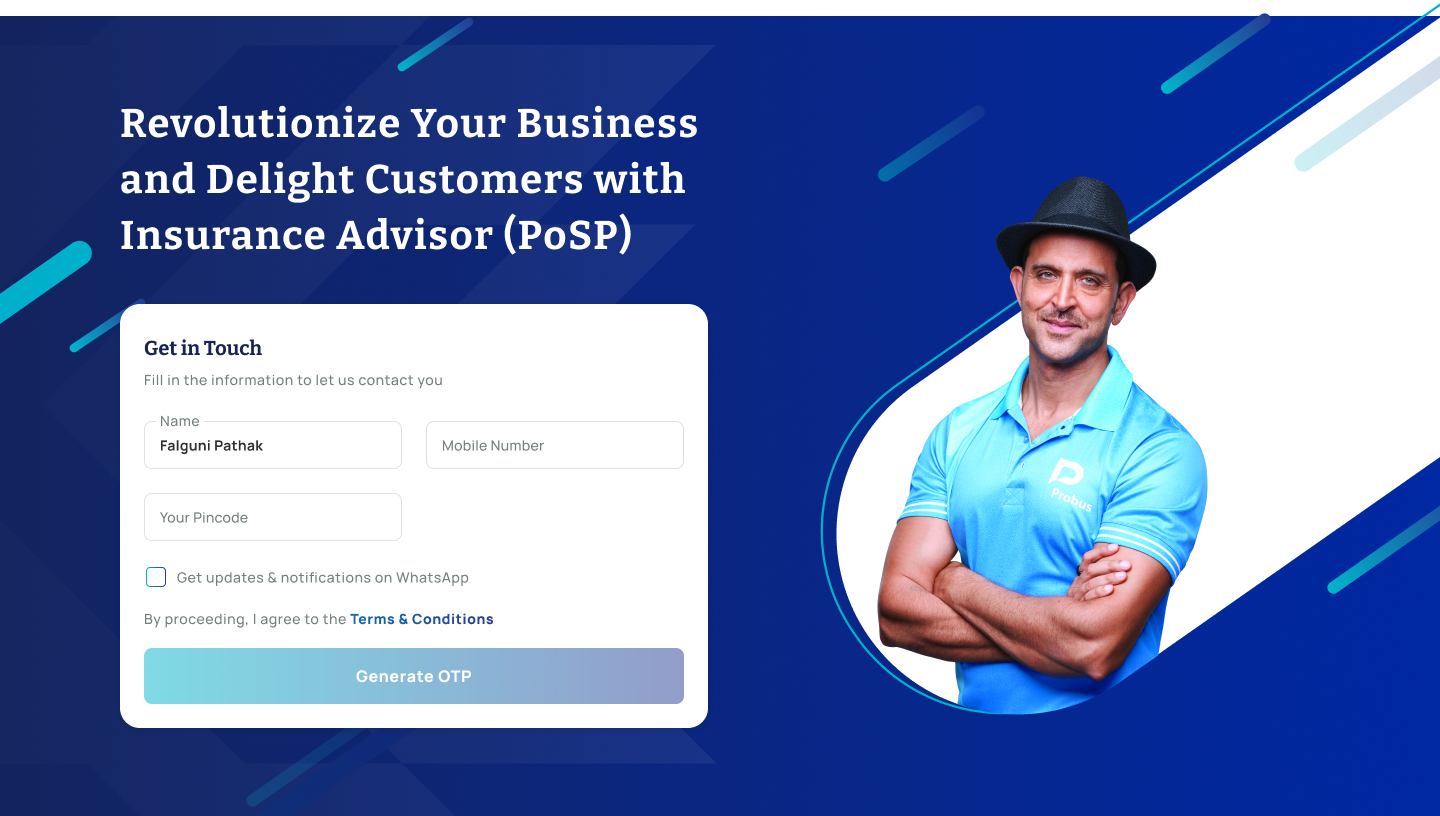 Revolutionize Your Business
and Delight Customers with
Insurance Advisor (PoSP)
Get in Touch
Fill in the information to let us contact you
Name
Falguni Pathak
Mobile Number
Your Pincode
Get updates & notifications on WhatsApp
By proceeding, I agree to the Terms & Conditions
Generate OTP
Probus